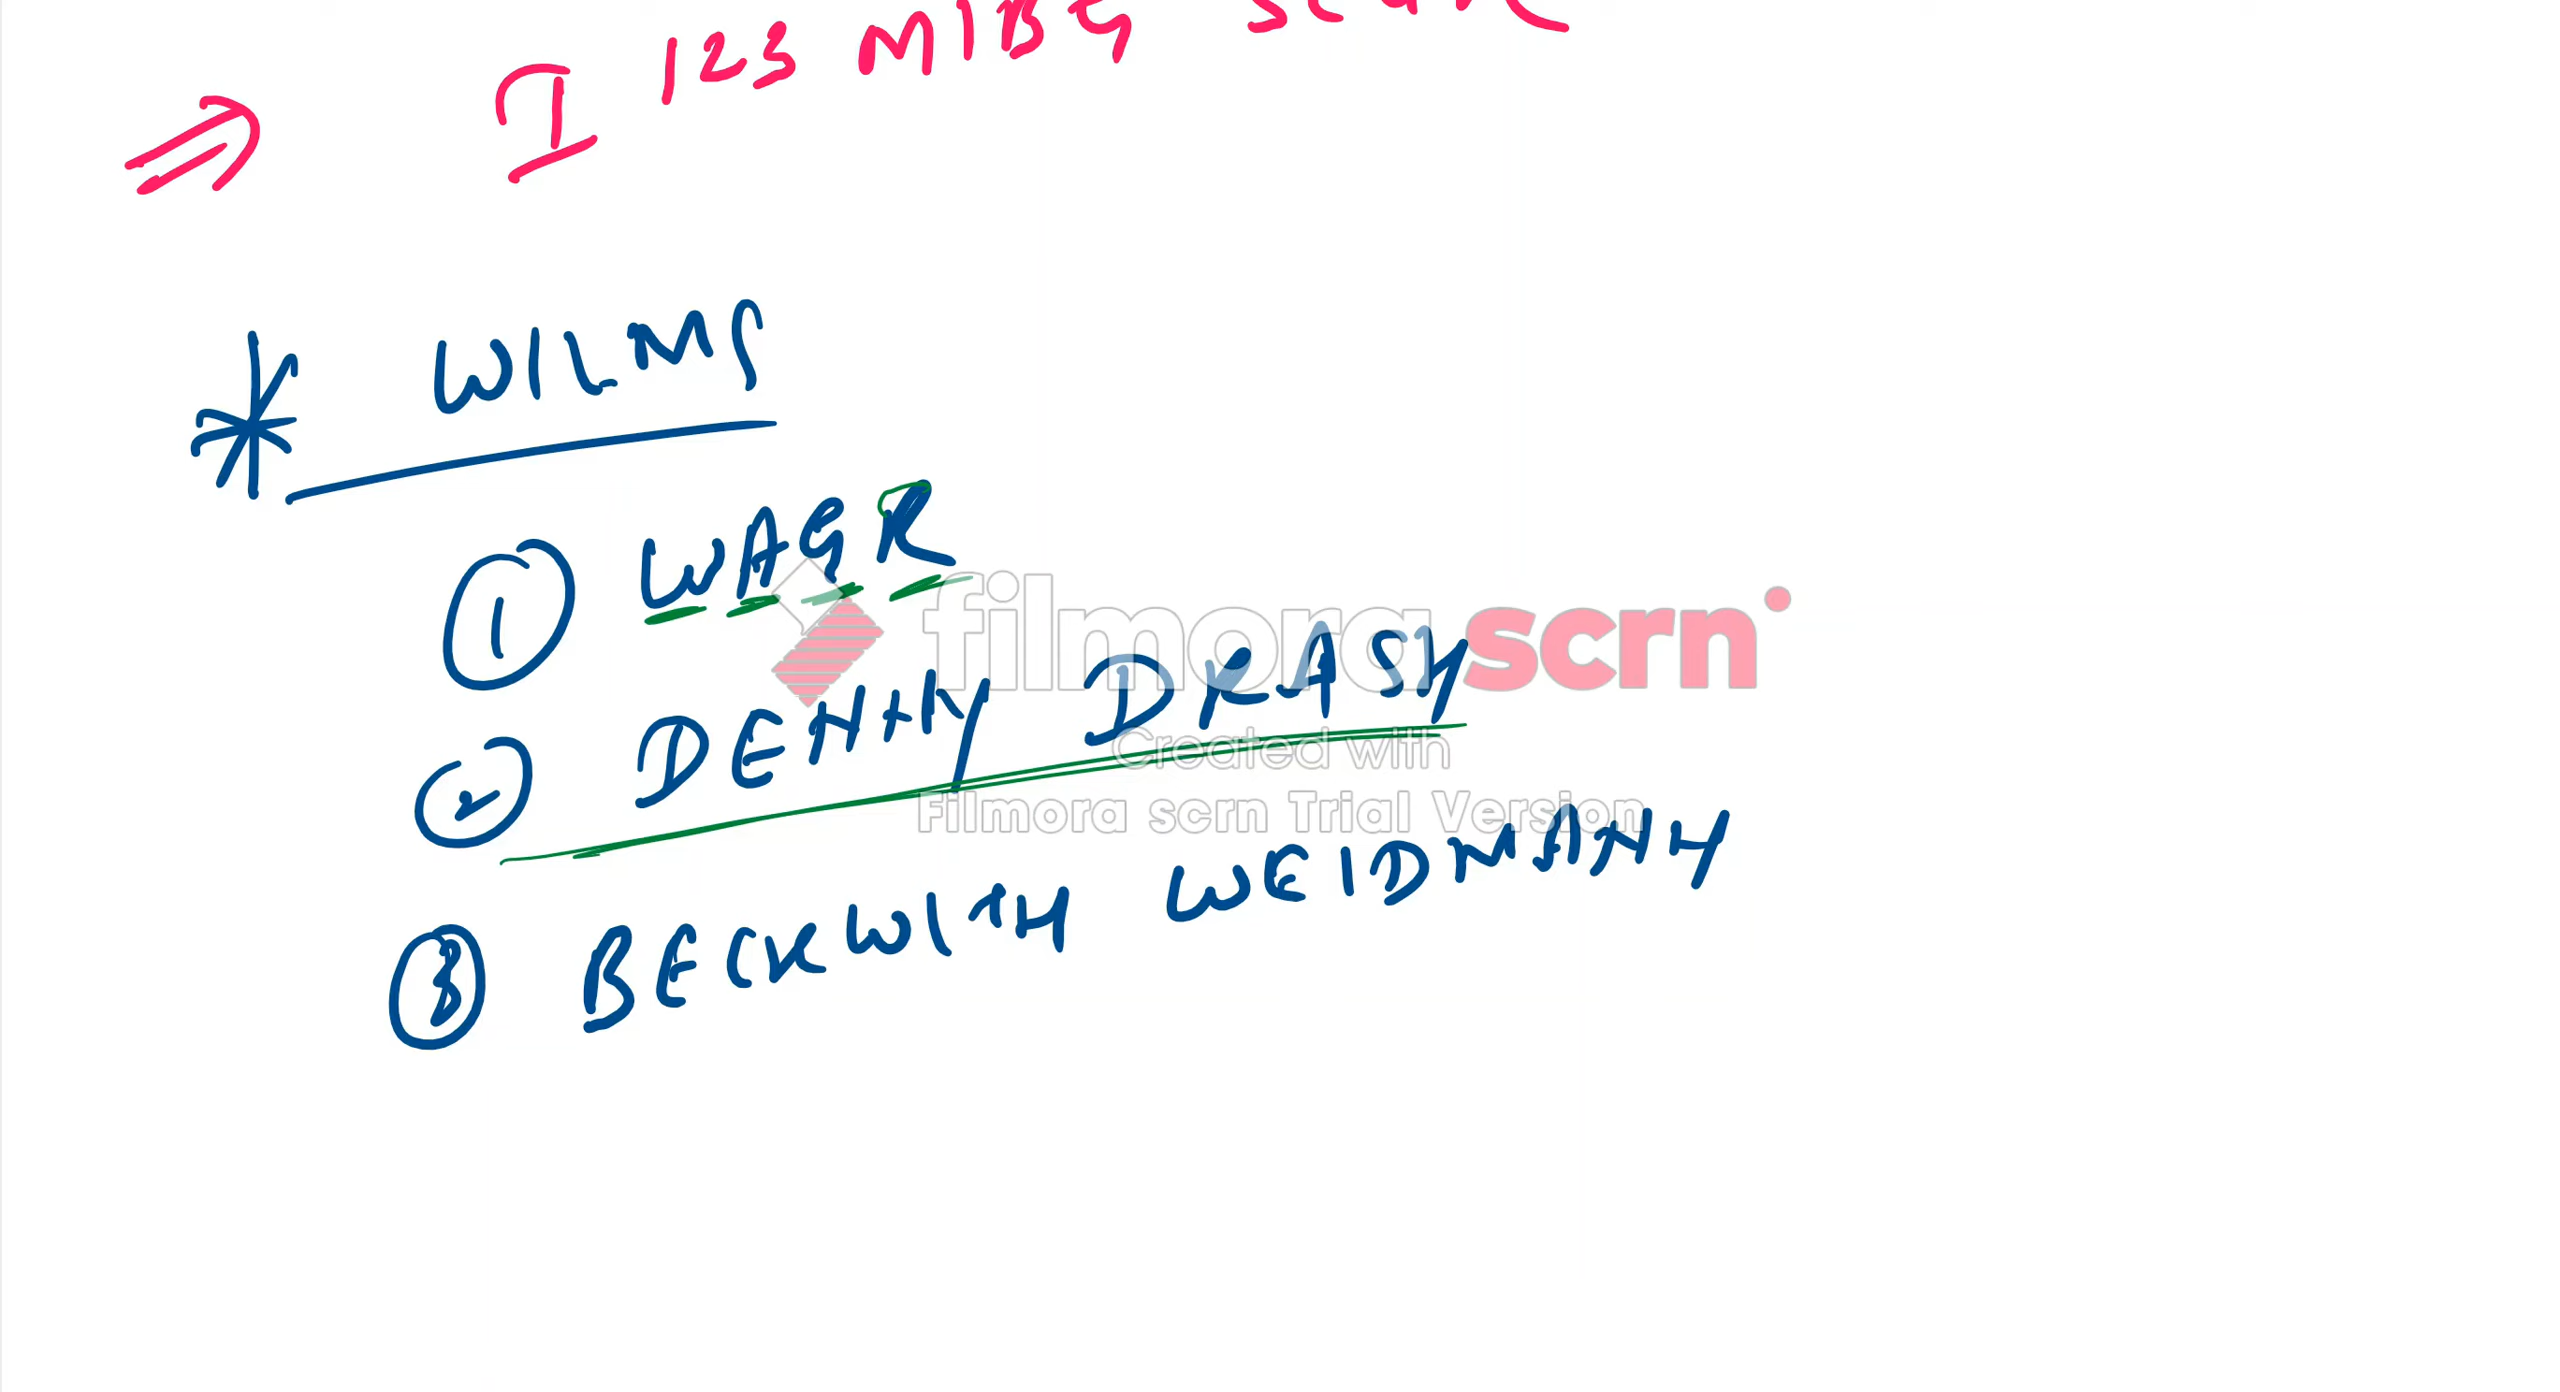 ⇒ I 123 MIBG scan
* WILMS
① WAGR
② DENNY DRASH
③ BECKWITH WEIDMANN
filmora scrn
Created with
Filmora scrn Trial Version